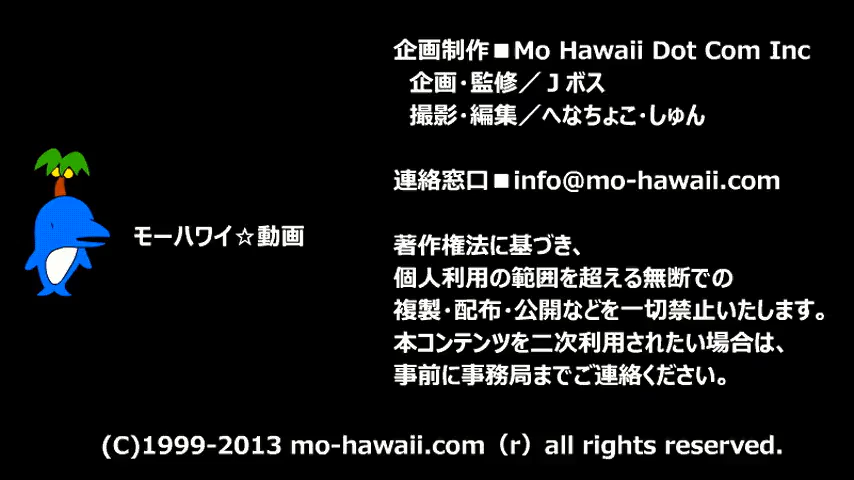 企画制作■Mo Hawaii Dot Com Inc
企画・監修／Jボス
撮影・編集／へなちょこ・しゅん
連絡窓口■info@mo-hawaii.com
モーハワイ☆動画
著作権法に基づき、
個人利用の範囲を超える無断での
複製・配布・公開などを一切禁止いたします。
本コンテンツを二次利用されたい場合は、
事前に事務局までご連絡ください。
(C)1999-2013 mo-hawaii.com（r）all rights reserved.